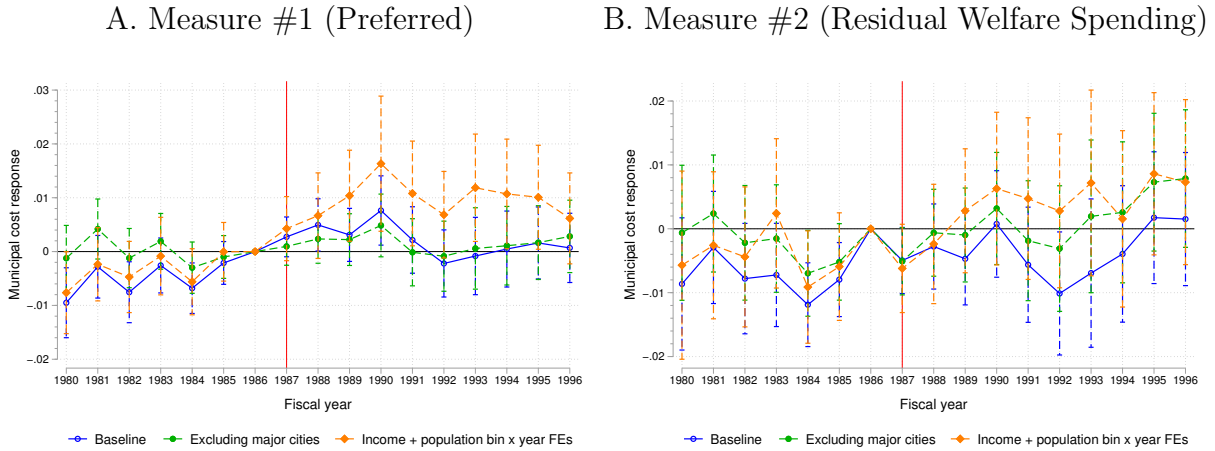 A. Measure #1 (Preferred)
B. Measure #2 (Residual Welfare Spending)
Municipal cost response
.03
.02
.01
0
-.01
-.02
1980 1981 1982 1983 1984 1985 1986 1987 1988 1989 1990 1991 1992 1993 1994 1995 1996
Fiscal year
Baseline Excluding major cities Income + population bin x year FEs
Municipal cost response
.02
.01
0
-.01
-.02
1980 1981 1982 1983 1984 1985 1986 1987 1988 1989 1990 1991 1992 1993 1994 1995 1996
Fiscal year
Baseline Excluding major cities Income + population bin x year FEs